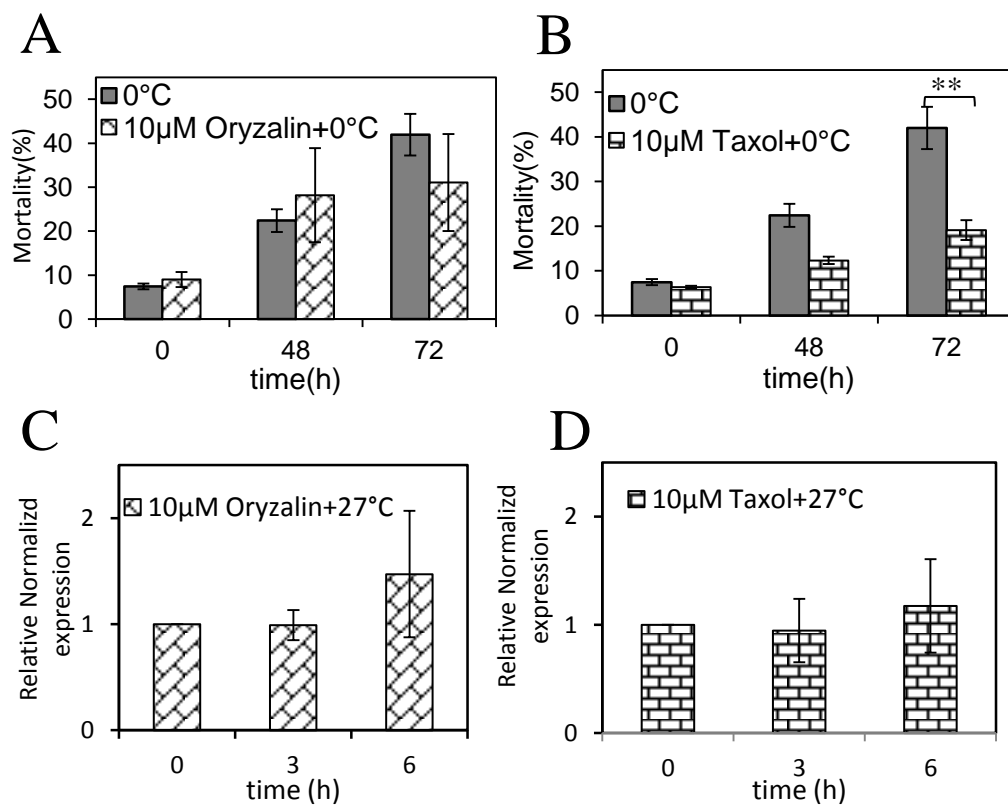 A
Mortality(%)
50
40
30
20
10
0
0°C
10μM Oryzalin+0°C
0
48
72
time(h)
B
Mortality(%)
50
40
30
20
10
0
0°C
10μM Taxol+0°C
**
0
48
72
time(h)
C
Relative Normalizd
expression
2
1
0
10μM Oryzalin+27°C
0
3
6
time (h)
D
Relative Normalizd
expression
2
1
0
10μM Taxol+27°C
0
3
6
time (h)